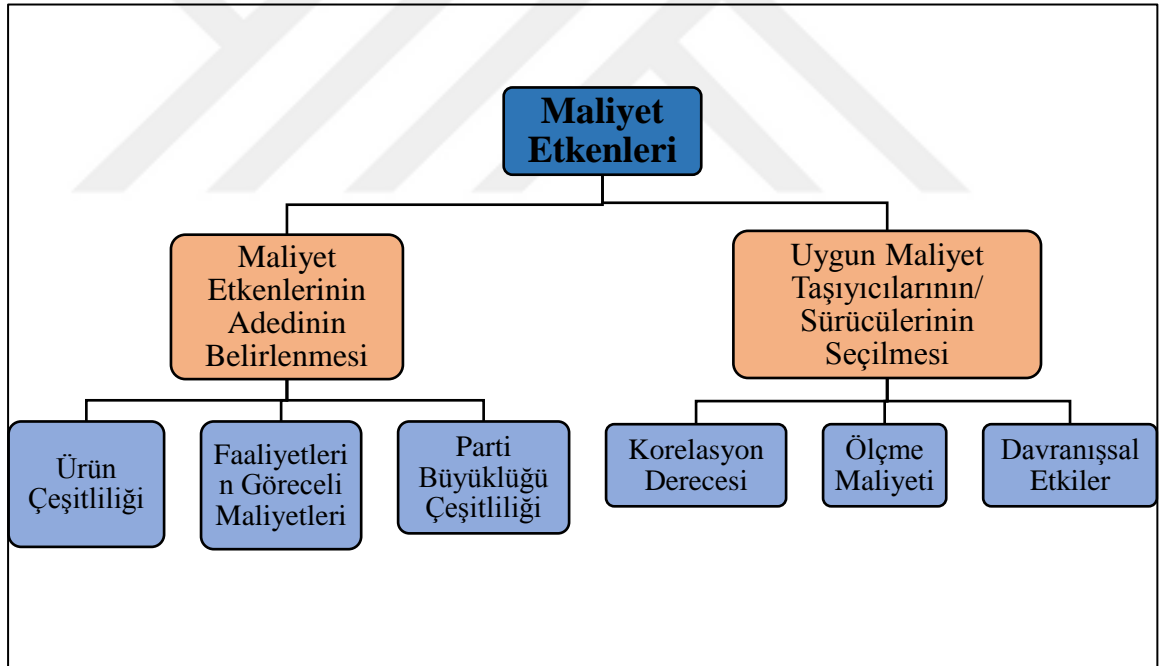 Maliyet
Etkenleri
Maliyet
Etkenlerinin
Adedinin
Belirlenmesi
Uygun Maliyet
Taşıyıcılarının/
Sürücülerinin
Seçilmesi
Ürün
Çeşitliliği
Faaliyetleri
n Göreceli
Maliyetleri
Parti
Büyüklüğü
Çeşitliliği
Korelasyon
Derecesi
Ölçme
Maliyeti
Davranışsal
Etkiler